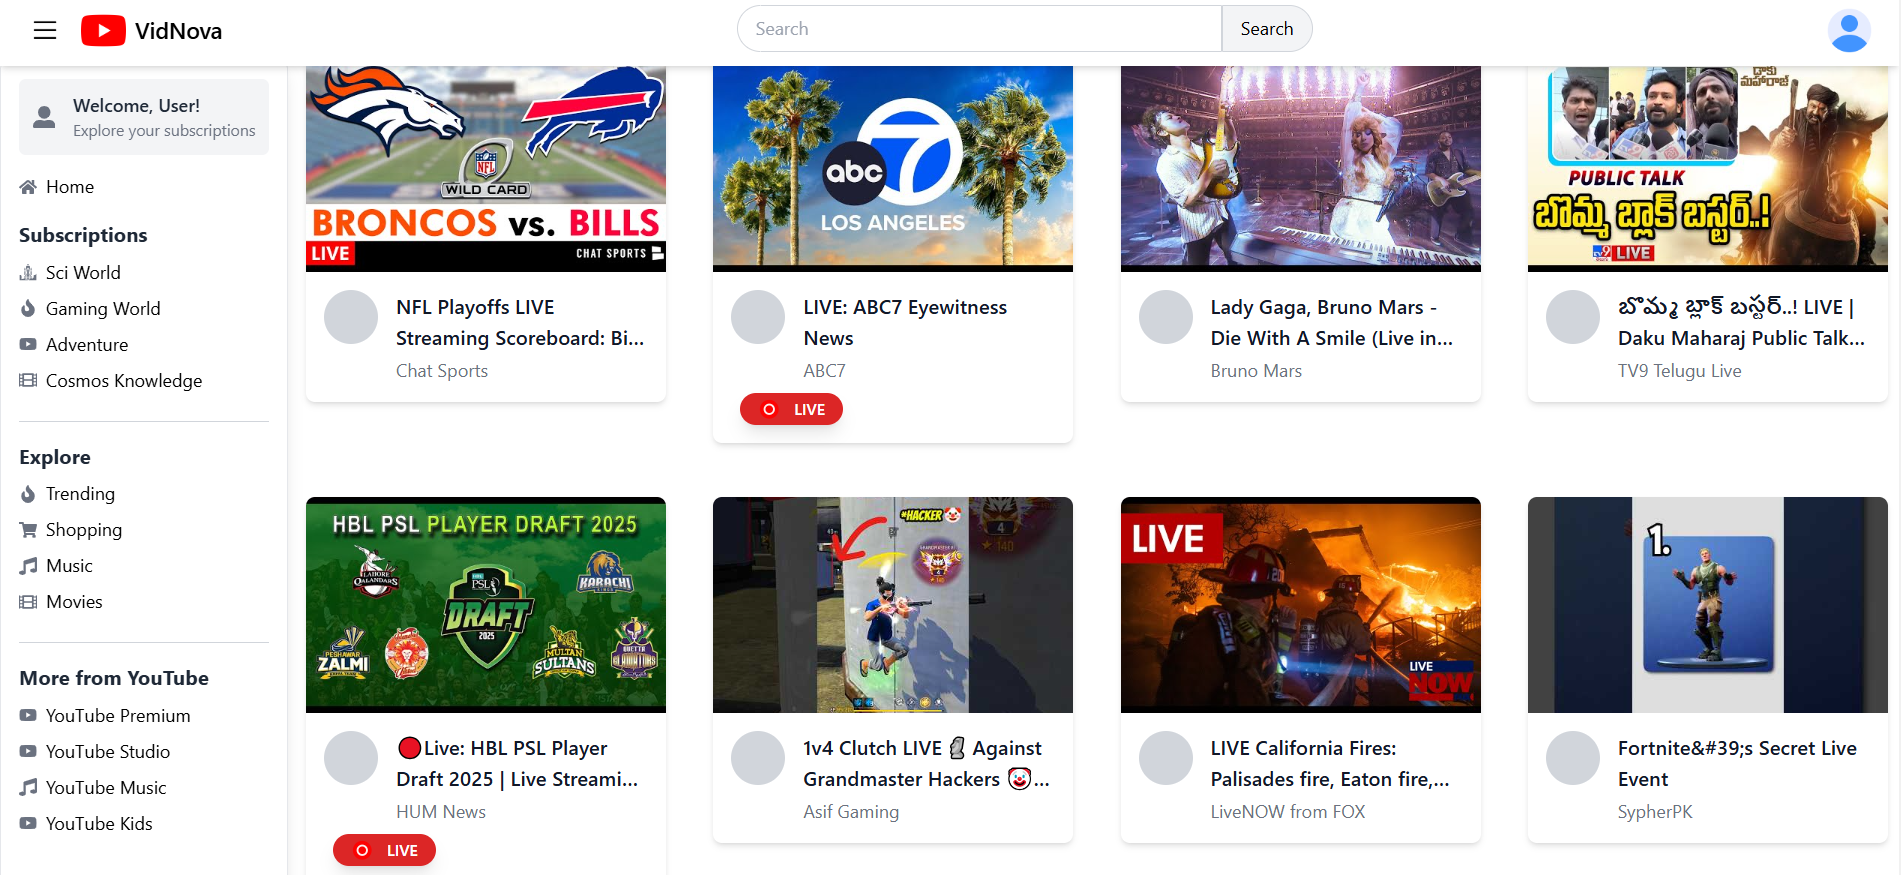 VidNova
Search
Search
Welcome, User!
Explore your subscriptions
Home
Subscriptions
Sci World
Gaming World
Adventure
Cosmos Knowledge
Explore
Trending
Shopping
Music
Movies
More from YouTube
YouTube Premium
YouTube Studio
YouTube Music
YouTube Kids
NFL
WILD CARD
BRONCOS vs. BILLS
LIVE
CHAT SPORTS
NFL Playoffs LIVE
Streaming Scoreboard: Bi...
Chat Sports
abc 7
LOS ANGELES
LIVE: ABC7 Eyewitness
News
ABC7
LIVE
Lady Gaga, Bruno Mars -
Die With A Smile (Live in...
Bruno Mars
డాకు
మహారాజ్
PUBLIC TALK
బొమ్మ బ్లాక్ బస్టర్..!
TV9 LIVE
బొమ్మ బ్లాక్ బస్టర్..! LIVE |
Daku Maharaj Public Talk...
TV9 Telugu Live
HBL PSL PLAYER DRAFT 2025
LAHORE
QALANDARS
KARACHI
KINGS
PSL
DRAFT
2025
PESHAWAR
ZALMI
MULTAN
SULTANS
QUETTA
GLADIATORS
🔴Live: HBL PSL Player
Draft 2025 | Live Streami...
HUM News
LIVE
*HACKER🤡
4
140
1v4 Clutch LIVE 🗿 Against
Grandmaster Hackers 🤡...
Asif Gaming
LIVE
LIVE
NOW
LIVE California Fires:
Palisades fire, Eaton fire,...
LiveNOW from FOX
1.
Fortnite&#39;s Secret Live
Event
SypherPK